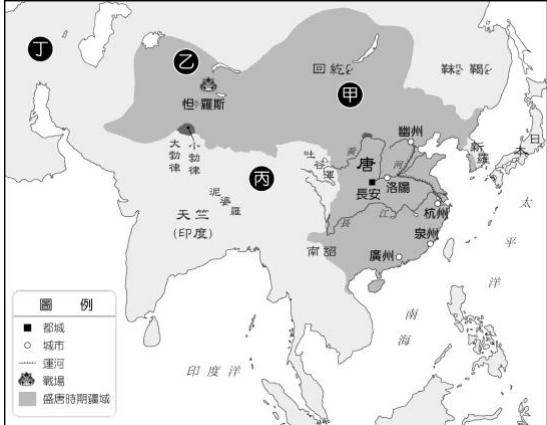 丁
乙
怛羅斯
回紇
甲
靺鞨
幽州
日本
新羅
大勃律
小勃律
丙
吐谷渾
黃河
唐
洛陽
長安
泥婆羅
天竺
(印度)
長江
杭州
泉州
南詔
廣州
太平洋
南海
印度洋
圖例
都城
城市
運河
戰場
盛唐時期疆域